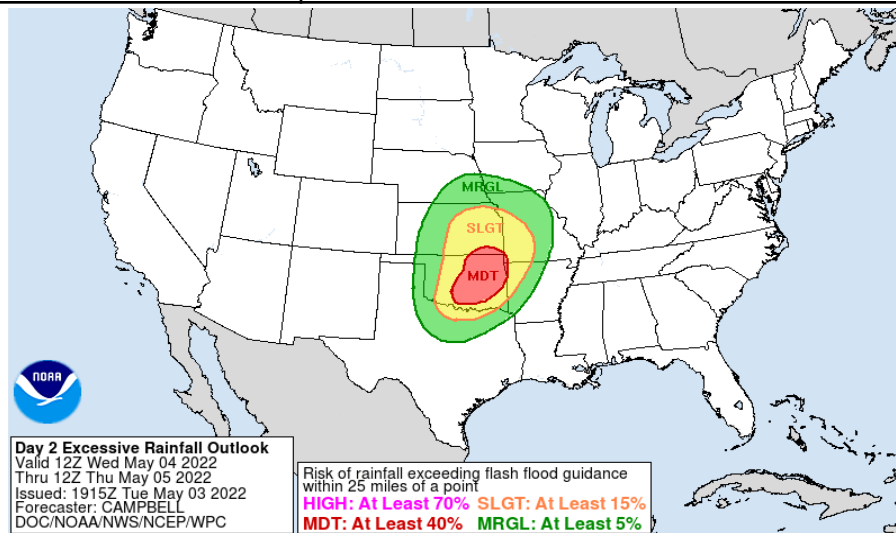 MRGL
SLGT
MDT
NOAA
Day 2 Excessive Rainfall Outlook
Valid 12Z Wed May 04 2022
Thru 12Z Thu May 05 2022
Issued: 1915Z Tue May 03 2022
Forecaster: CAMPBELL
DOC/NOAA/NWS/NCEP/WPC
Risk of rainfall exceeding flash flood guidance
within 25 miles of a point
HIGH: At Least 70% SLGT: At Least 15%
MDT: At Least 40% MRGL: At Least 5%